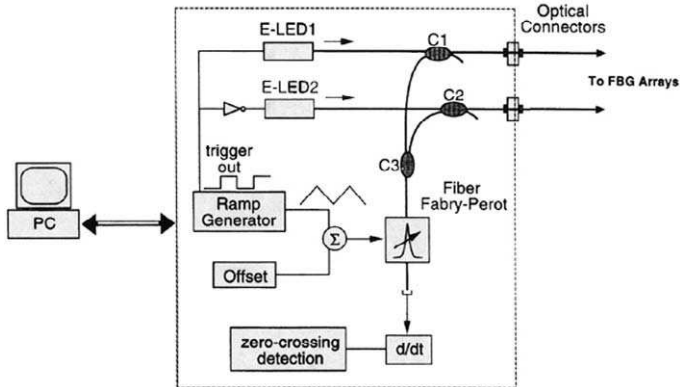 Optical
Connectors
E-LED1
C1
To FBG Arrays
E-LED2
C2
trigger
out
C3
Fiber
Fabry-Perot
Ramp
Generator
PC
Σ
Offset
zero-crossing
detection
d/dt